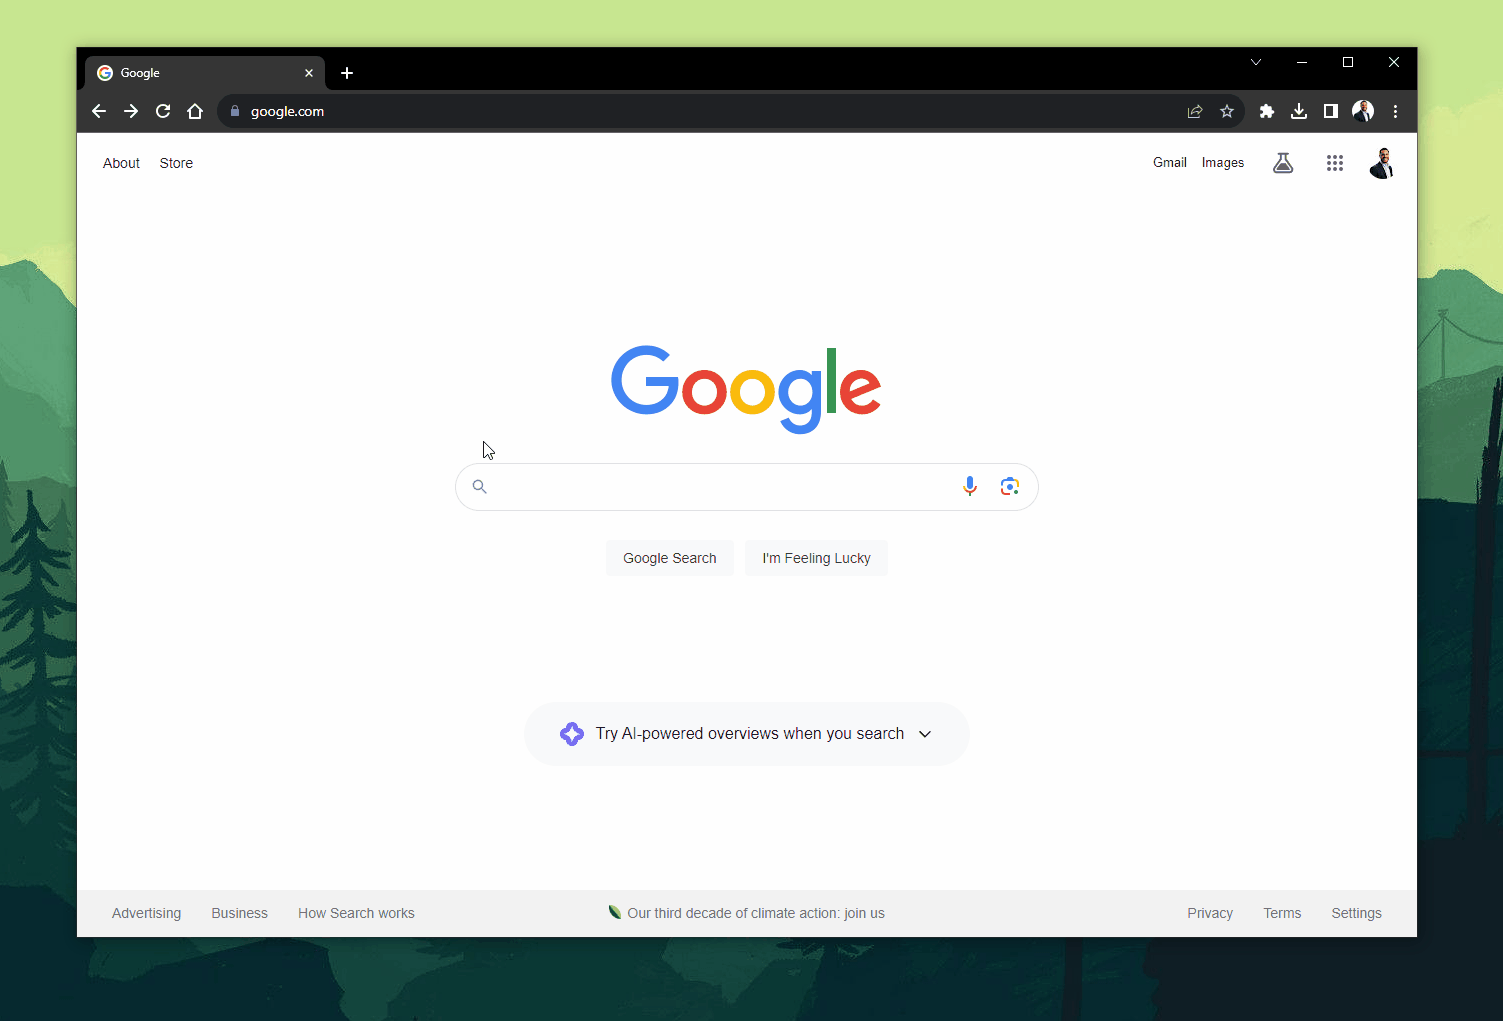 Google
google.com
About Store
Gmail Images
Google
Google Search I'm Feeling Lucky
Try AI-powered overviews when you search
Advertising Business How Search works
Our third decade of climate action: join us
Privacy Terms Settings